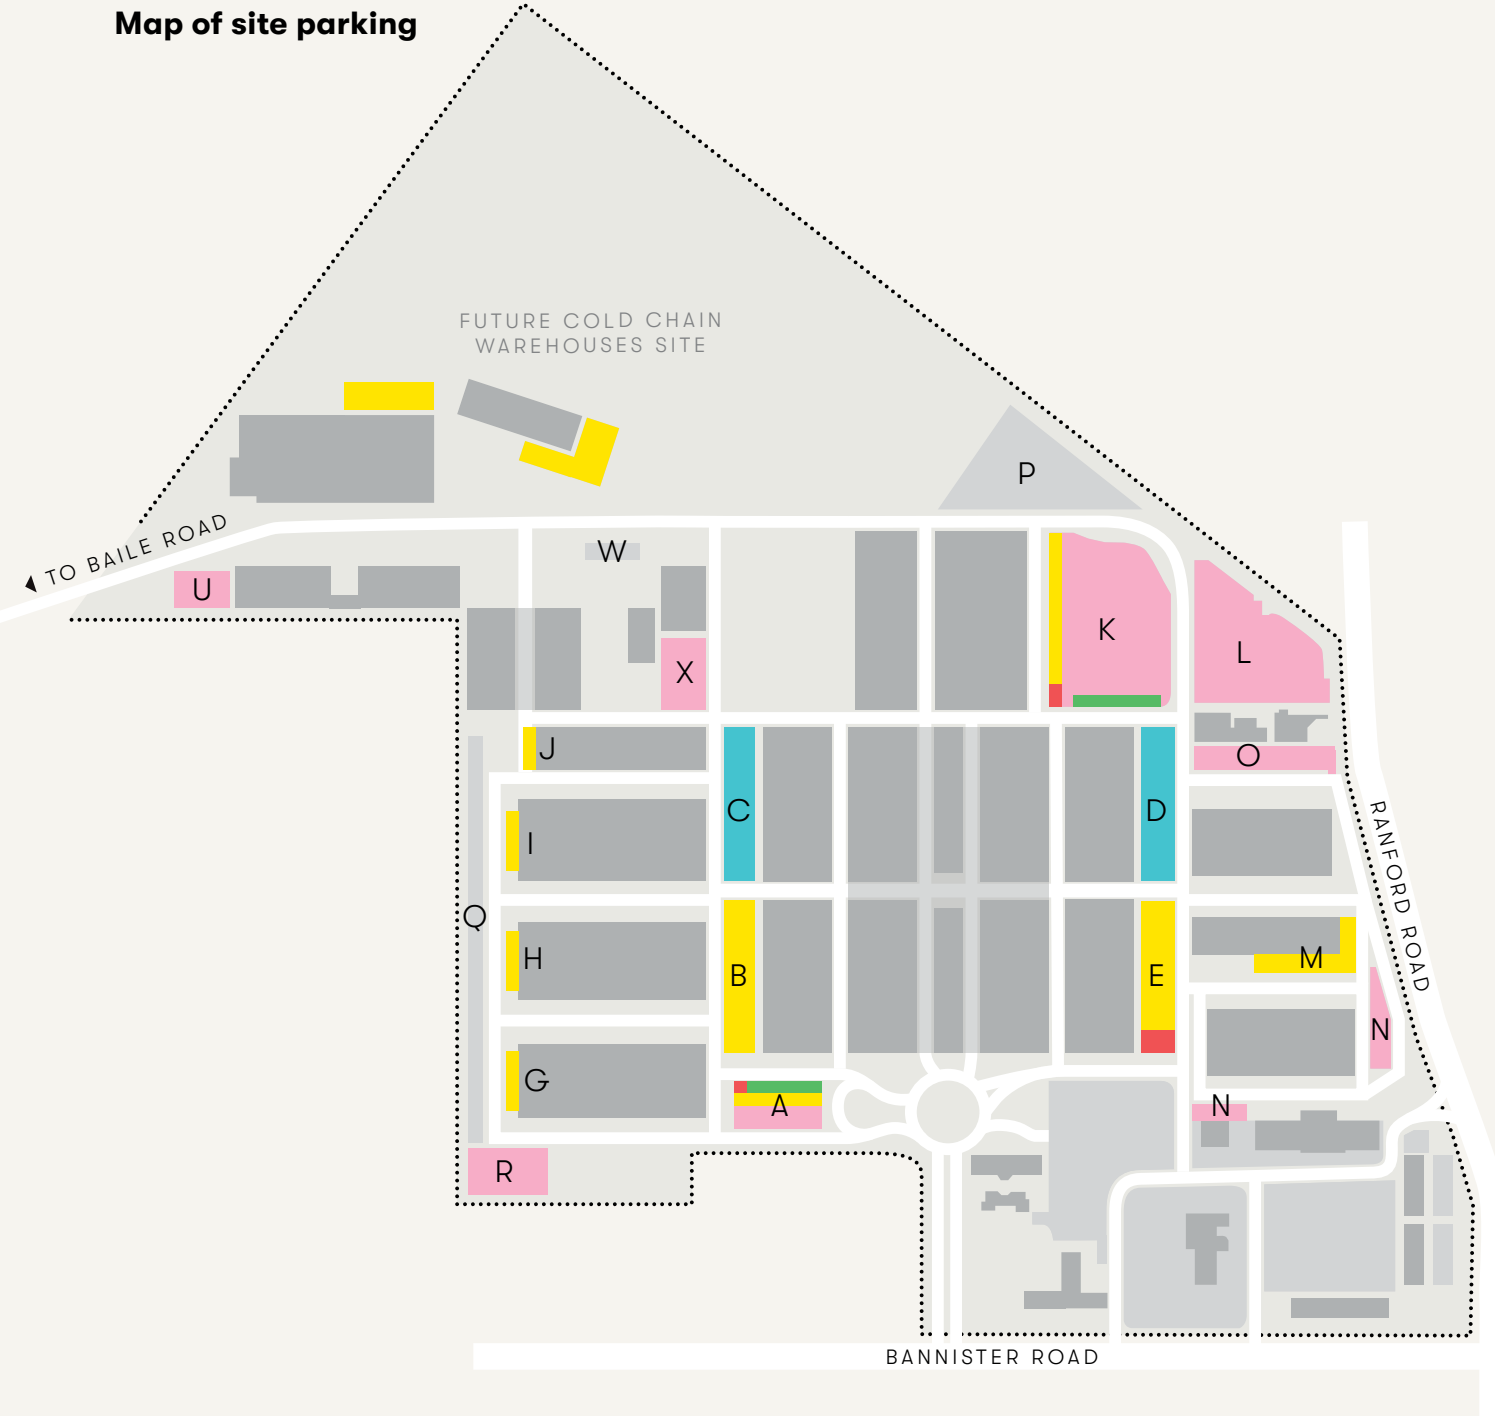 Map of site parking
FUTURE COLD CHAIN
WAREHOUSES SITE
P
TO BAILE ROAD
W
U
K
L
X
J
O
C
D
I
RANFORD ROAD
Q
H
B
E
M
N
G
A
N
R
BANNISTER ROAD